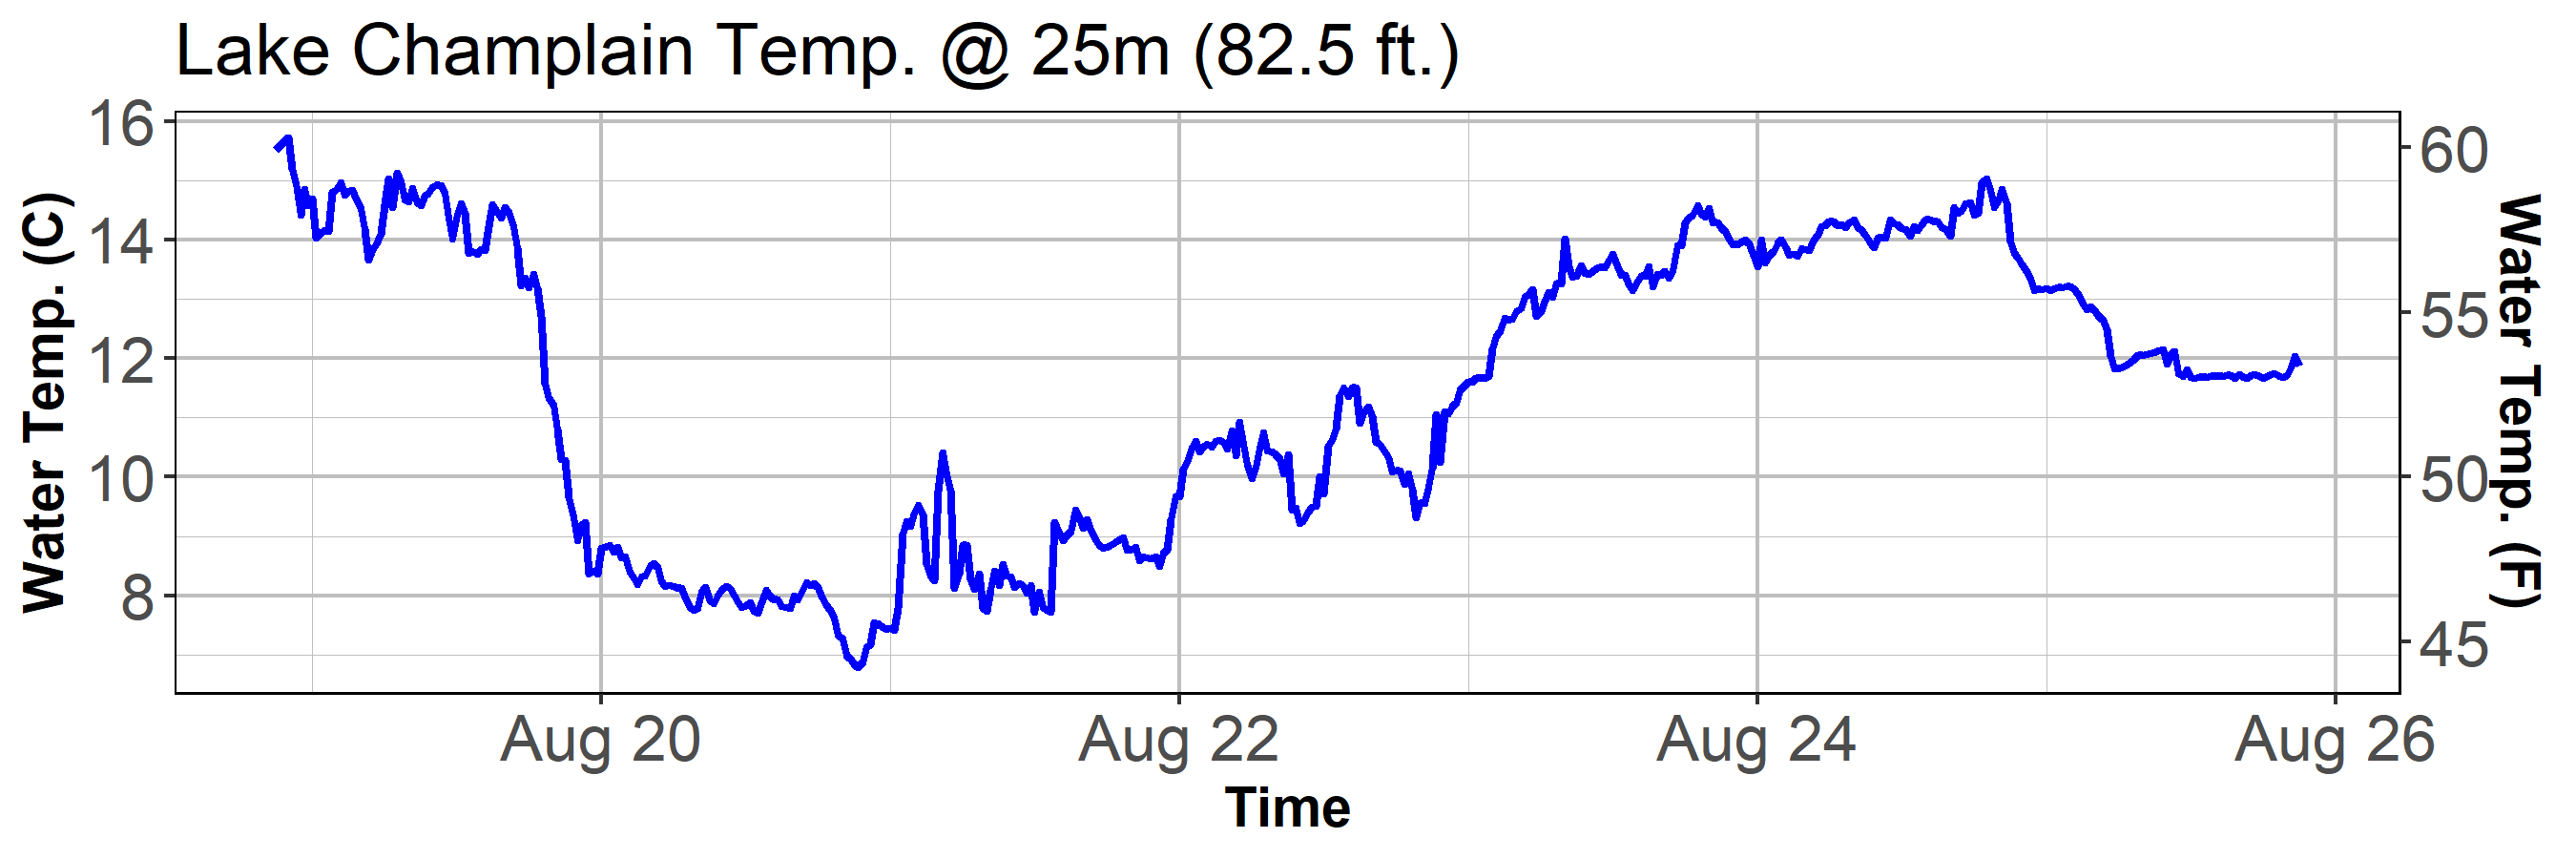 Lake Champlain Temp. @ 25m (82.5 ft.)
Water Temp. (C)
16
14
12
10
8
60
55
50
45
Water Temp. (F)
Aug 20 Aug 22 Aug 24 Aug 26
Time